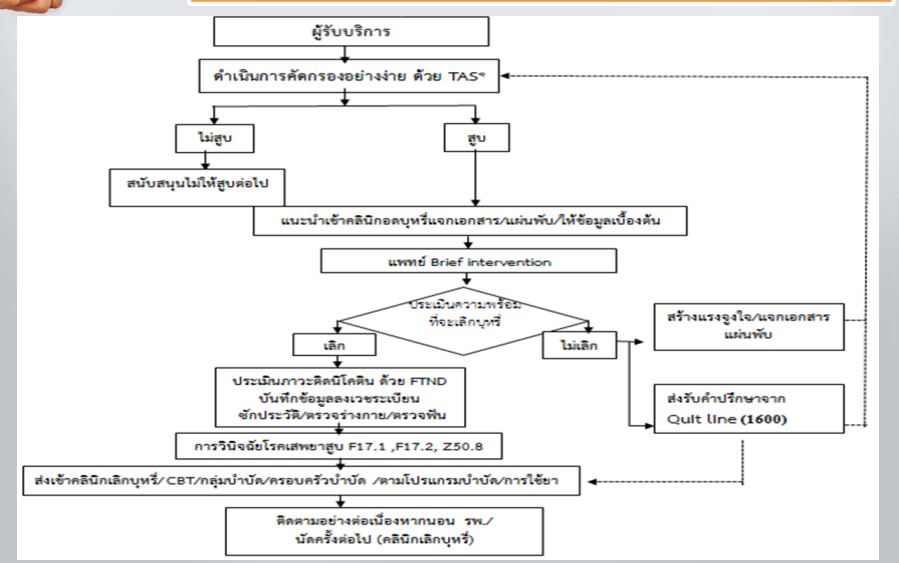 ผู้รับบริการ
ดำเนินการคัดกรองอย่างง่าย ด้วย TAS*
ไม่สูบ
สูบ
สนับสนุนไม่ให้สูบต่อไป
แนะนำเข้าคลินิกอดบุหรี่แจกเอกสาร/แผ่นพับ/ให้ข้อมูลเบื้องต้น
แพทย์ Brief intervention
ประเมินความพร้อม
ที่จะเลิกบุหรี่
เลิก
ไม่เลิก
สร้างแรงจูงใจ/แจกเอกสาร
แผ่นพับ
ประเมินภาวะติดนิโคติน ด้วย FTND
บันทึกข้อมูลลงเวชระเบียน
ซักประวัติ/ตรวจร่างกาย/ตรวจฟัน
ส่งรับคำปรึกษาจาก
Quit line (1600)
การวินิจฉัยโรคเสพยาสูบ F17.1 ,F17.2, Z50.8
ส่งเข้าคลินิกเลิกบุหรี่/ CBT/กลุ่มบำบัด/ครอบครัวบำบัด /ตามโปรแกรมบำบัด/การใช้ยา
ติดตามอย่างต่อเนื่องหากนอน รพ./
นัดครั้งต่อไป (คลินิกเลิกบุหรี่)